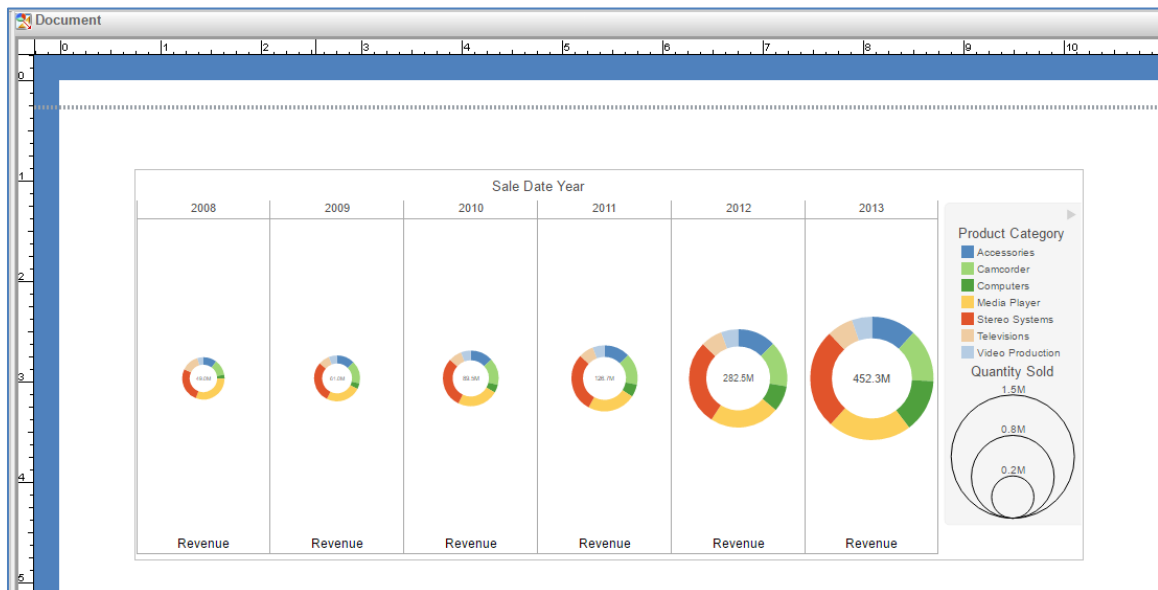 Document
0 1 2 3 4 5 6 7 8 9 10
0
1
2
3
4
5
Sale Date Year
2008 2009 2010 2011 2012 2013
282.5M 452.3M
Revenue Revenue Revenue Revenue Revenue Revenue
Product Category
Accessories
Camcorder
Computers
Media Player
Stereo Systems
Televisions
Video Production
Quantity Sold
1.5M
0.8M
0.2M